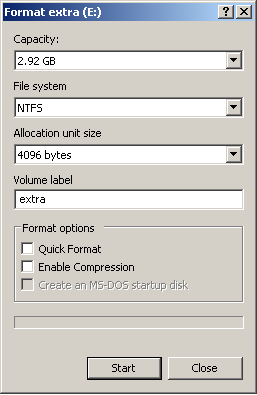 Format extra (E:)
Capacity:
2.92 GB
File system
NTFS
Allocation unit size
4096 bytes
Volume label
extra
Format options
Quick Format
Enable Compression
Create an MS-DOS startup disk
Start Close